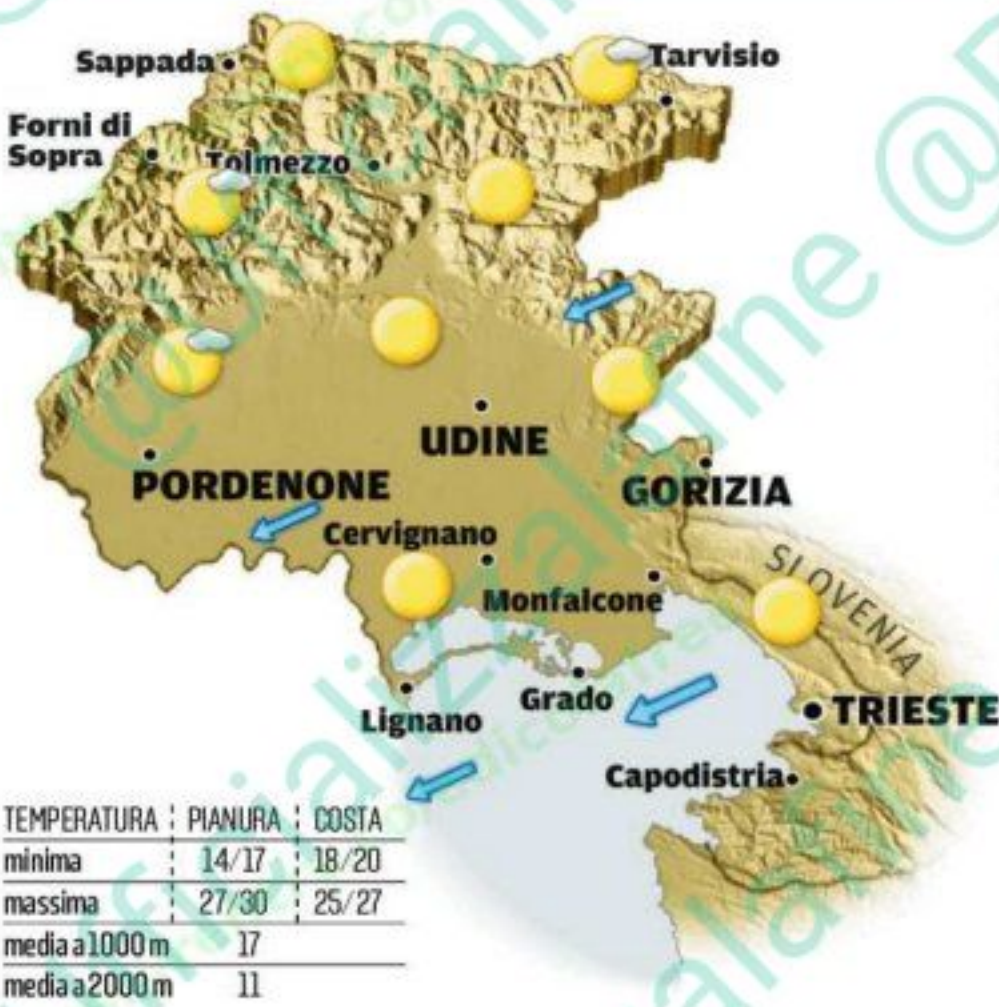 Sappada
Tarvisio
Forni di
Sopra
Tolmezzo
UDINE
PORDENONE
GORIZIA
Cervignano
SLOVENIA
Monfalcone
Grado
Lignano
TRIESTE
Capodistria
TEMPERATURA PIANURA COSTA
minima 14/17 18/20
massima 27/30 25/27
media a 1000 m 17
media a 2000 m 11